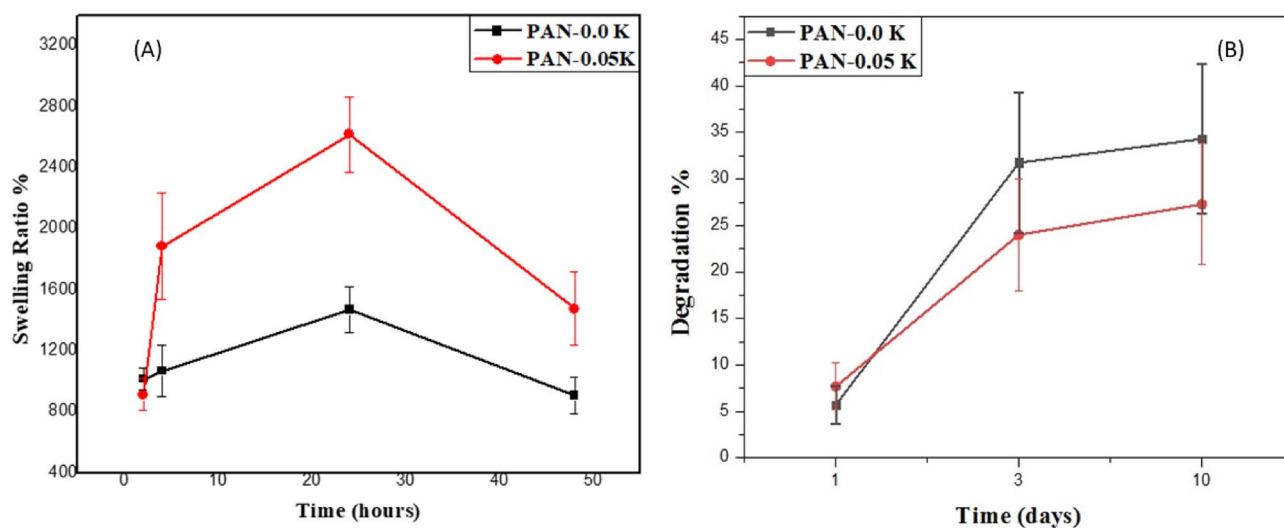 (A)
PAN-0.0 K
PAN-0.05K
3200
2800
2400
2000
1600
1200
800
400
Swelling Ratio %
0 10 20 30 40 50
Time (hours)
(B)
PAN-0.0 K
PAN-0.05 K
45
40
35
30
25
20
15
10
5
0
Degradation %
1 3 10
Time (days)